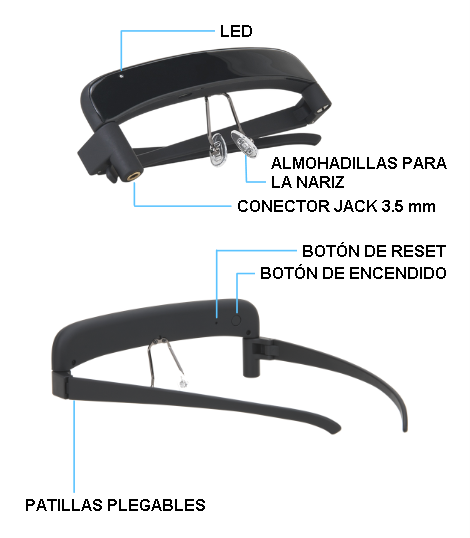 LED
ALMOHADILLAS PARA
LA NARIZ
CONECTOR JACK 3.5 mm
BOTÓN DE RESET
BOTÓN DE ENCENDIDO
PATILLAS PLEGABLES